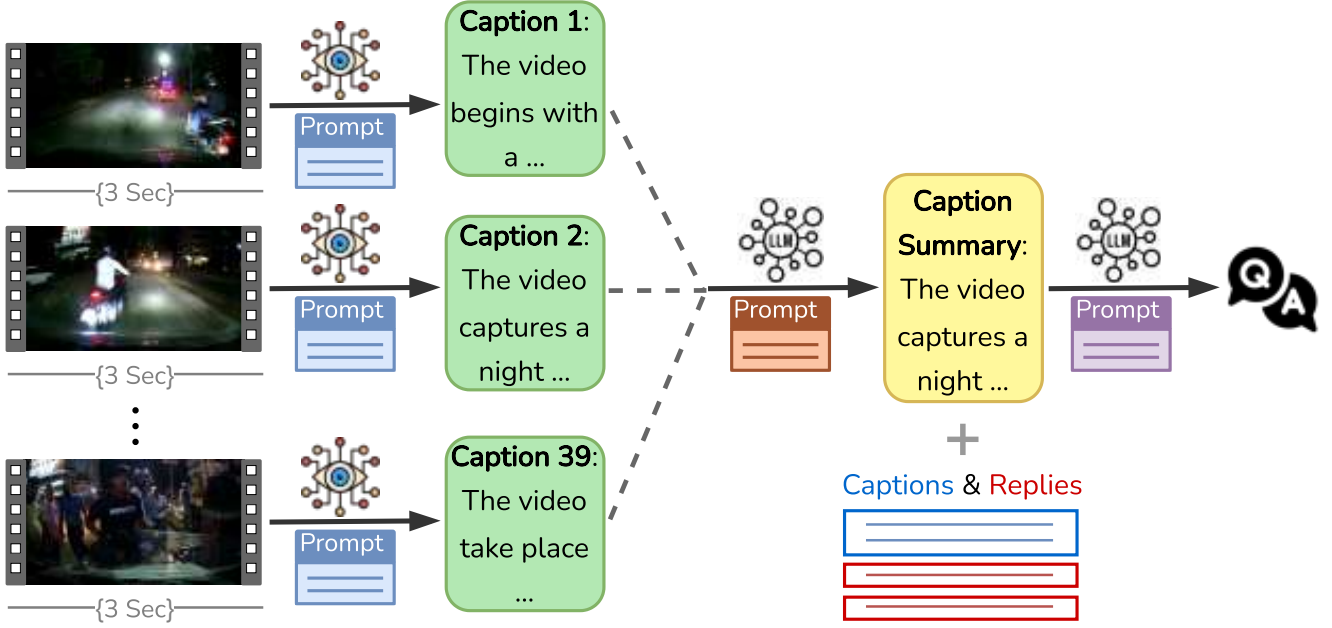 Caption 1:
The video
begins with
a ...
Prompt
{3 Sec}
Caption 2:
The video
captures a
night ...
Prompt
{3 Sec}
Caption 39:
The video
take place
...
Prompt
{3 Sec}
LLM
Prompt
Caption
Summary:
The video
captures a
night ...
+
Captions & Replies
LLM
Prompt
Q A